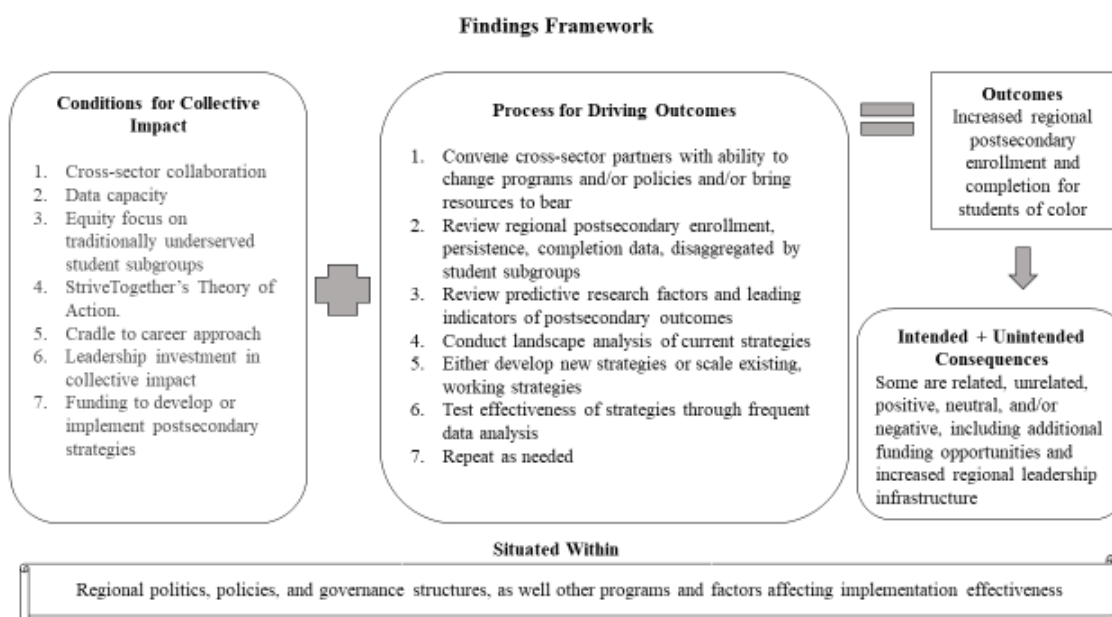 Findings Framework
Conditions for Collective
Impact
1. Cross-sector collaboration
2. Data capacity
3. Equity focus on
traditionally underserved
student subgroups
4. StriveTogether's Theory of
Action.
5. Cradle to career approach
6. Leadership investment in
collective impact
7. Funding to develop or
implement postsecondary
strategies
Process for Driving Outcomes
1. Convene cross-sector partners with ability to
change programs and/or policies and/or bring
resources to bear
2. Review regional postsecondary enrollment,
persistence, completion data, disaggregated by
student subgroups
3. Review predictive research factors and leading
indicators of postsecondary outcomes
4. Conduct landscape analysis of current strategies
5. Either develop new strategies or scale existing,
working strategies
6. Test effectiveness of strategies through frequent
data analysis
7. Repeat as needed
Outcomes
Increased regional
postsecondary
enrollment and
completion for
students of color
Intended + Unintended
Consequences
Some are related, unrelated,
positive, neutral, and/or
negative, including additional
funding opportunities and
increased regional leadership
infrastructure
Situated Within
Regional politics, policies, and governance structures, as well other programs and factors affecting implementation effectiveness